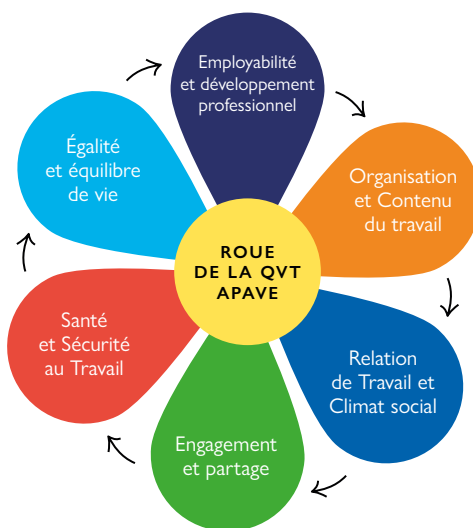 Employabilité
et développement
professionnel
Organisation
et Contenu
du travail
Relation
de Travail et
Climat social
Engagement
et partage
Santé
et Sécurité
au Travail
Égalité
et équilibre
de vie
ROUE
DE LA QVT
APAVE